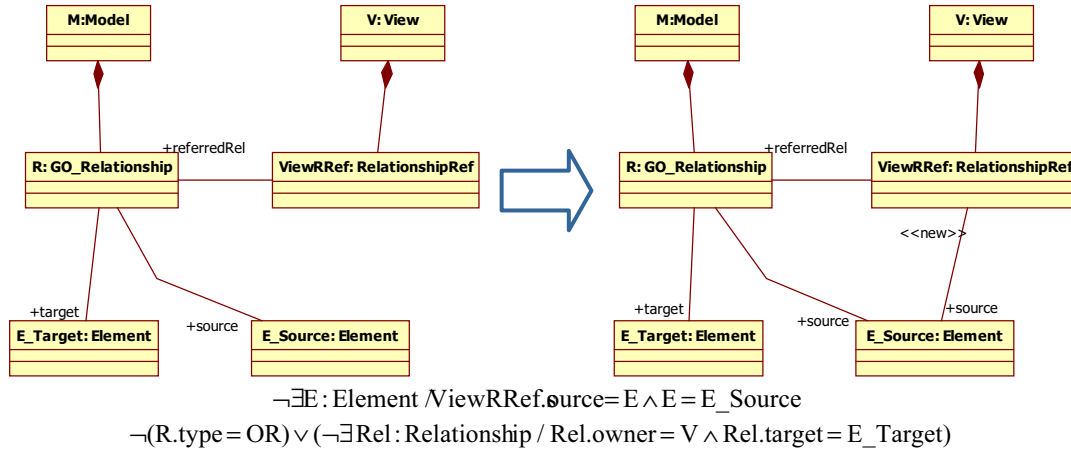 M:Model
V: View
M:Model
V: View
+referredRel
+referredRel
R: GO_Relationship
ViewRRef: RelationshipRef
R: GO_Relationship
ViewRRef: RelationshipRef
<<new>>
+target
+source
+target
+source
+source
E_Target: Element
E_Source: Element
E_Target: Element
E_Source: Element
¬∃E: Element /ViewRRef.source = E ∧ E = E_Source
¬(R.type = OR) ∨ (¬∃Rel : Relationship / Rel.owner = V ∧ Rel.target = E_Target)